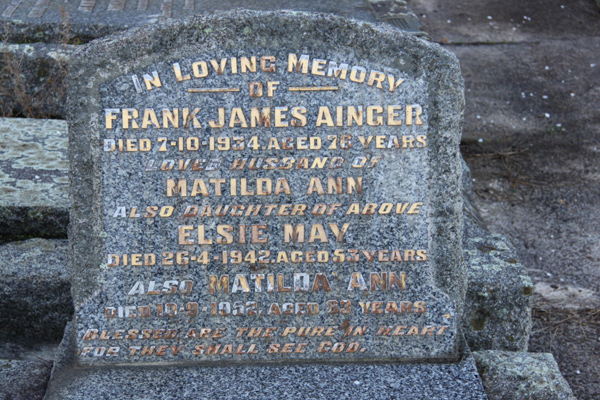 IN LOVING MEMORY
OF
FRANK JAMES AINGER
DIED 7-10-1934. AGED 76 YEARS
LOVED HUSBAND OF
MATILDA ANN
ALSO DAUGHTER OF ABOVE
ELSIE MAY
DIED 26-4-1942. AGED 53 YEARS
ALSO MATILDA ANN
DIED AGED YEARS
BLESSED ARE THE PURE IN HEART
FOR THEY SHALL SEE GOD.